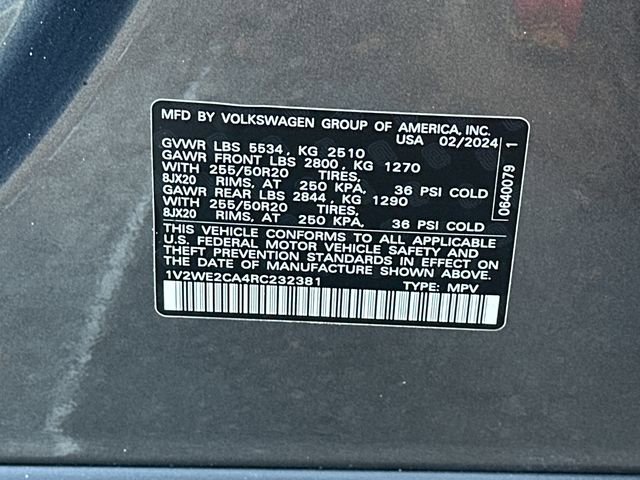 MFD BY VOLKSWAGEN GROUP OF AMERICA, INC.
USA 02/2024
GVWR LBS 5534, KG 2510
GAWR FRONT LBS 2800, KG 1270
WITH 255/50R20 TIRES,
8JX20 RIMS, AT 250 KPA, 36 PSI COLD
GAWR REAR LBS 2844, KG 1290
WITH 255/50R20 TIRES,
8JX20 RIMS, AT 250 KPA, 36 PSI COLD
THIS VEHICLE CONFORMS TO ALL APPLICABLE
U.S. FEDERAL MOTOR VEHICLE SAFETY AND
THEFT PREVENTION STANDARDS IN EFFECT ON
THE DATE OF MANUFACTURE SHOWN ABOVE.
1V2WE2CA4RC232381 TYPE: MPV
0640079 1